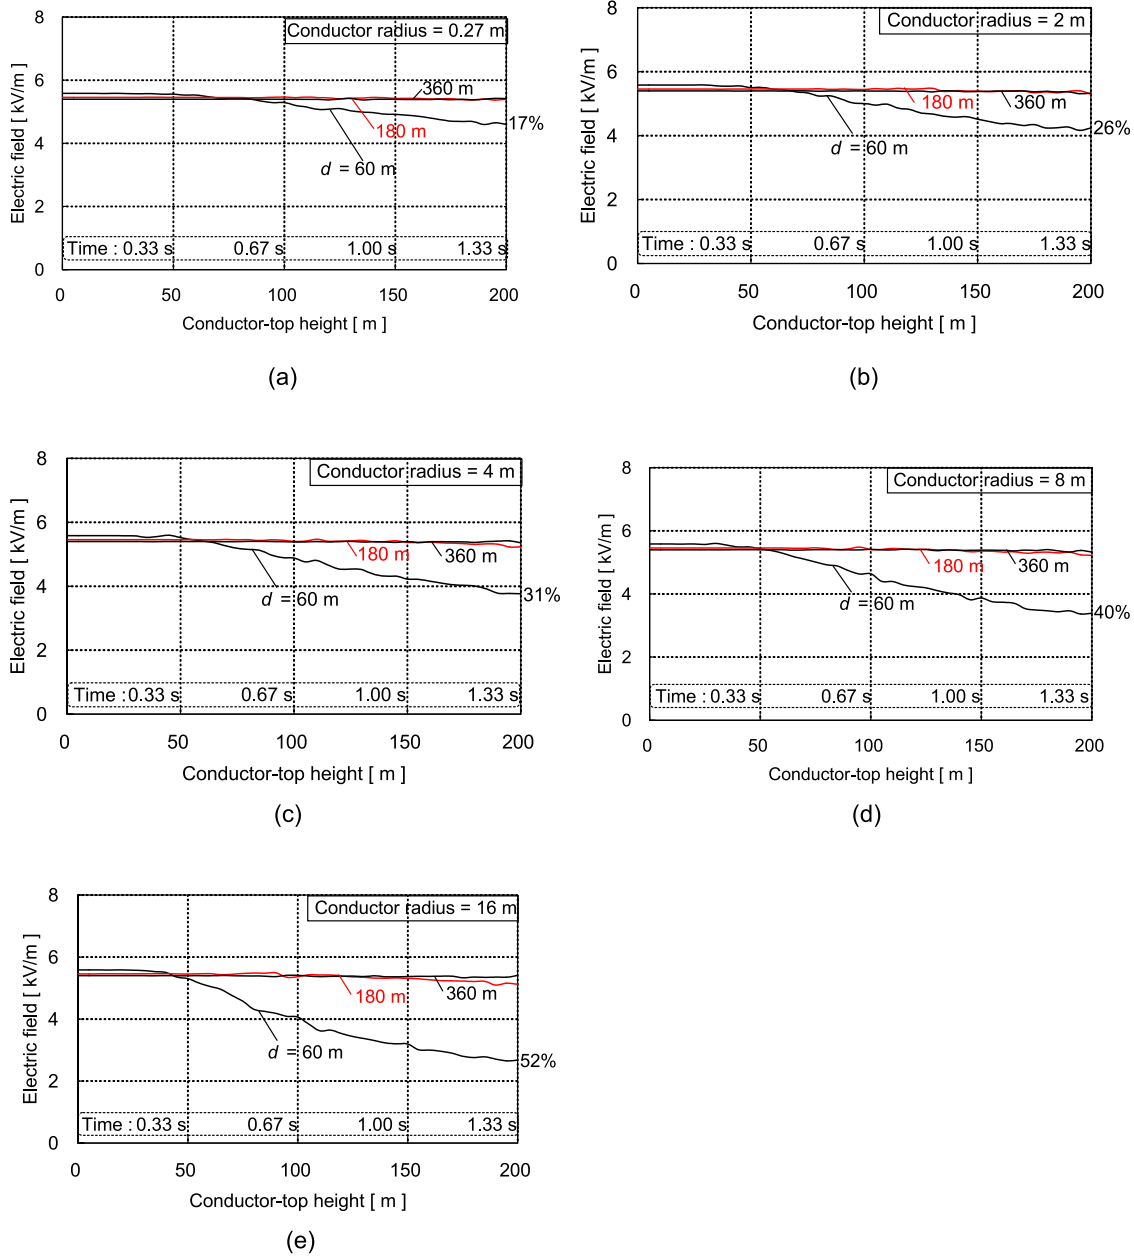 8
Conductor radius = 0.27 m
6
360 m
180 m
17%
4
d = 60 m
2
Time : 0.33 s 0.67 s 1.00 s 1.33 s
0
0 50 100 150 200
Electric field [ kV/m ]
Conductor-top height [ m ]
(a)
8
Conductor radius = 2 m
6
180 m
360 m
26%
4
d = 60 m
2
Time : 0.33 s 0.67 s 1.00 s 1.33 s
0
0 50 100 150 200
Electric field [ kV/m ]
Conductor-top height [ m ]
(b)
8
Conductor radius = 4 m
6
180 m
360 m
4
d = 60 m
31%
2
Time : 0.33 s 0.67 s 1.00 s 1.33 s
0
0 50 100 150 200
Electric field [ kV/m ]
Conductor-top height [ m ]
(c)
8
Conductor radius = 8 m
6
180 m
360 m
4
d = 60 m
40%
2
Time : 0.33 s 0.67 s 1.00 s 1.33 s
0
0 50 100 150 200
Electric field [ kV/m ]
Conductor-top height [ m ]
(d)
8
Conductor radius = 16 m
6
180 m
360 m
4
d = 60 m
52%
2
Time : 0.33 s 0.67 s 1.00 s 1.33 s
0
0 50 100 150 200
Electric field [ kV/m ]
Conductor-top height [ m ]
(e)